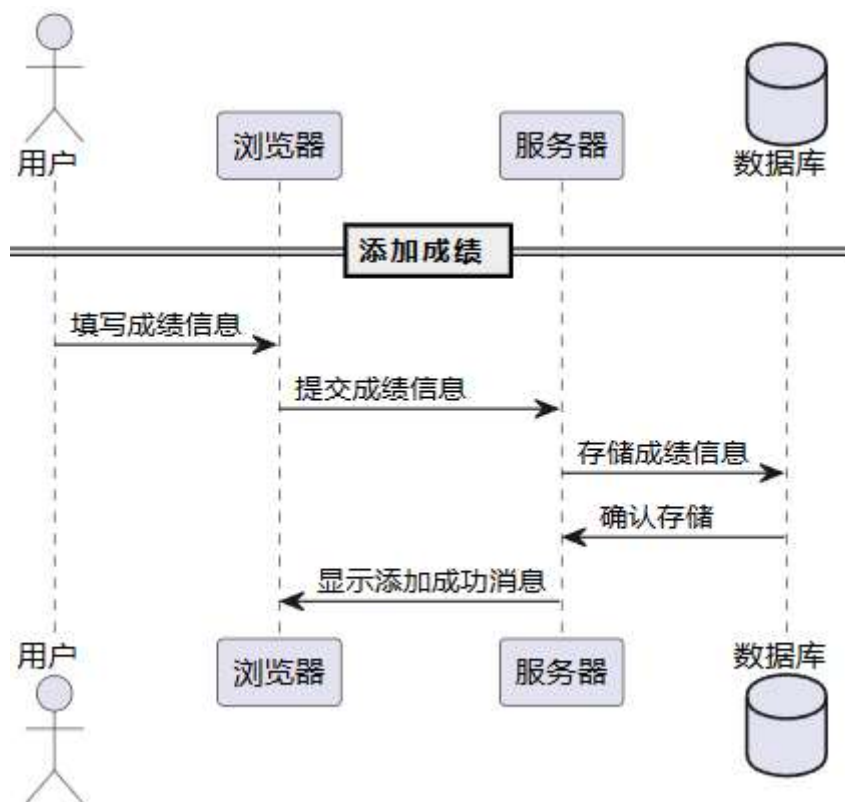 用户
浏览器
服务器
数据库
添加成绩
填写成绩信息
提交成绩信息
存储成绩信息
确认存储
显示添加成功消息
用户
浏览器
服务器
数据库